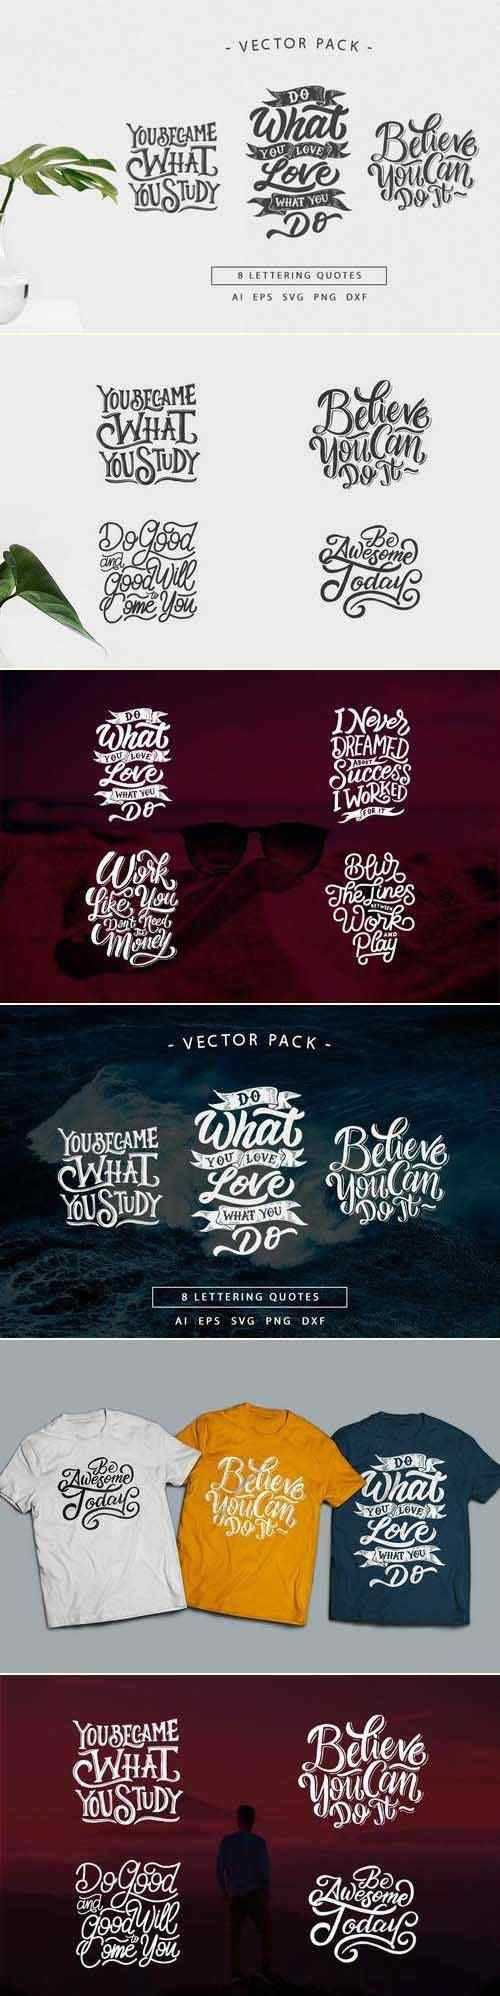 - VECTOR PACK -
YOU BECAME
WHAT
YOU STUDY
DO
What
YOU LOVE
Love
WHAT YOU
Do
Believe
You Can
Do It
8 LETTERING QUOTES
AI EPS SVG PNG DXF
YOU BECAME
WHAT
YOU STUDY
Believe
You Can
Do It
Do Good
and
Good Will
to
Come You
Be
Awesome
Today
DO
What
YOU LOVE
Love
WHAT YOU
Do
I Never
DREAMED
ABOUT
Success
I WORKED
FOR IT
Work
Like You
Don't Need
The
Money
Blur
The Lines
BETWEEN
Work
AND
Play
- VECTOR PACK -
YOU BECAME
WHAT
YOU STUDY
DO
What
YOU LOVE
Love
WHAT YOU
Do
Believe
You Can
Do It
8 LETTERING QUOTES
AI EPS SVG PNG DXF
Be
Awesome
Today
Believe
You Can
Do It
DO
What
YOU LOVE
Love
WHAT YOU
Do
YOU BECAME
WHAT
YOU STUDY
Believe
You Can
Do It
Do Good
and
Good Will
to
Come You
Be
Awesome
Today